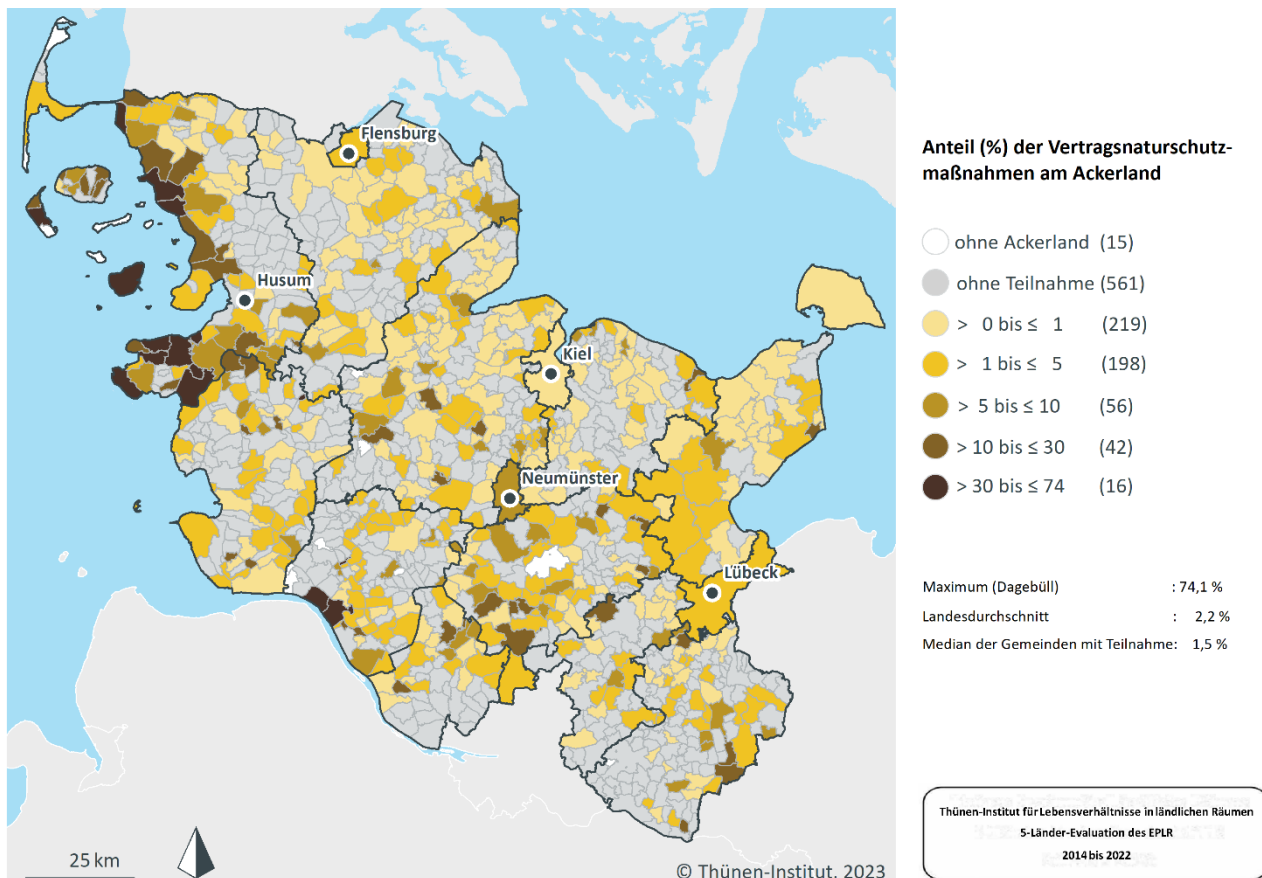 Flensburg
Husum
Kiel
Neumünster
Lübeck
25 km
© Thünen-Institut, 2023
Anteil (%) der Vertragsnaturschutz-
maßnahmen am Ackerland
ohne Ackerland (15)
ohne Teilnahme (561)
> 0 bis ≤ 1 (219)
> 1 bis ≤ 5 (198)
> 5 bis ≤ 10 (56)
> 10 bis ≤ 30 (42)
> 30 bis ≤ 74 (16)
Maximum (Dagebüll) : 74,1 %
Landesdurchschnitt : 2,2 %
Median der Gemeinden mit Teilnahme: 1,5 %
Thünen-Institut für Lebensverhältnisse in ländlichen Räumen
5-Länder-Evaluation des EPLR
2014 bis 2022